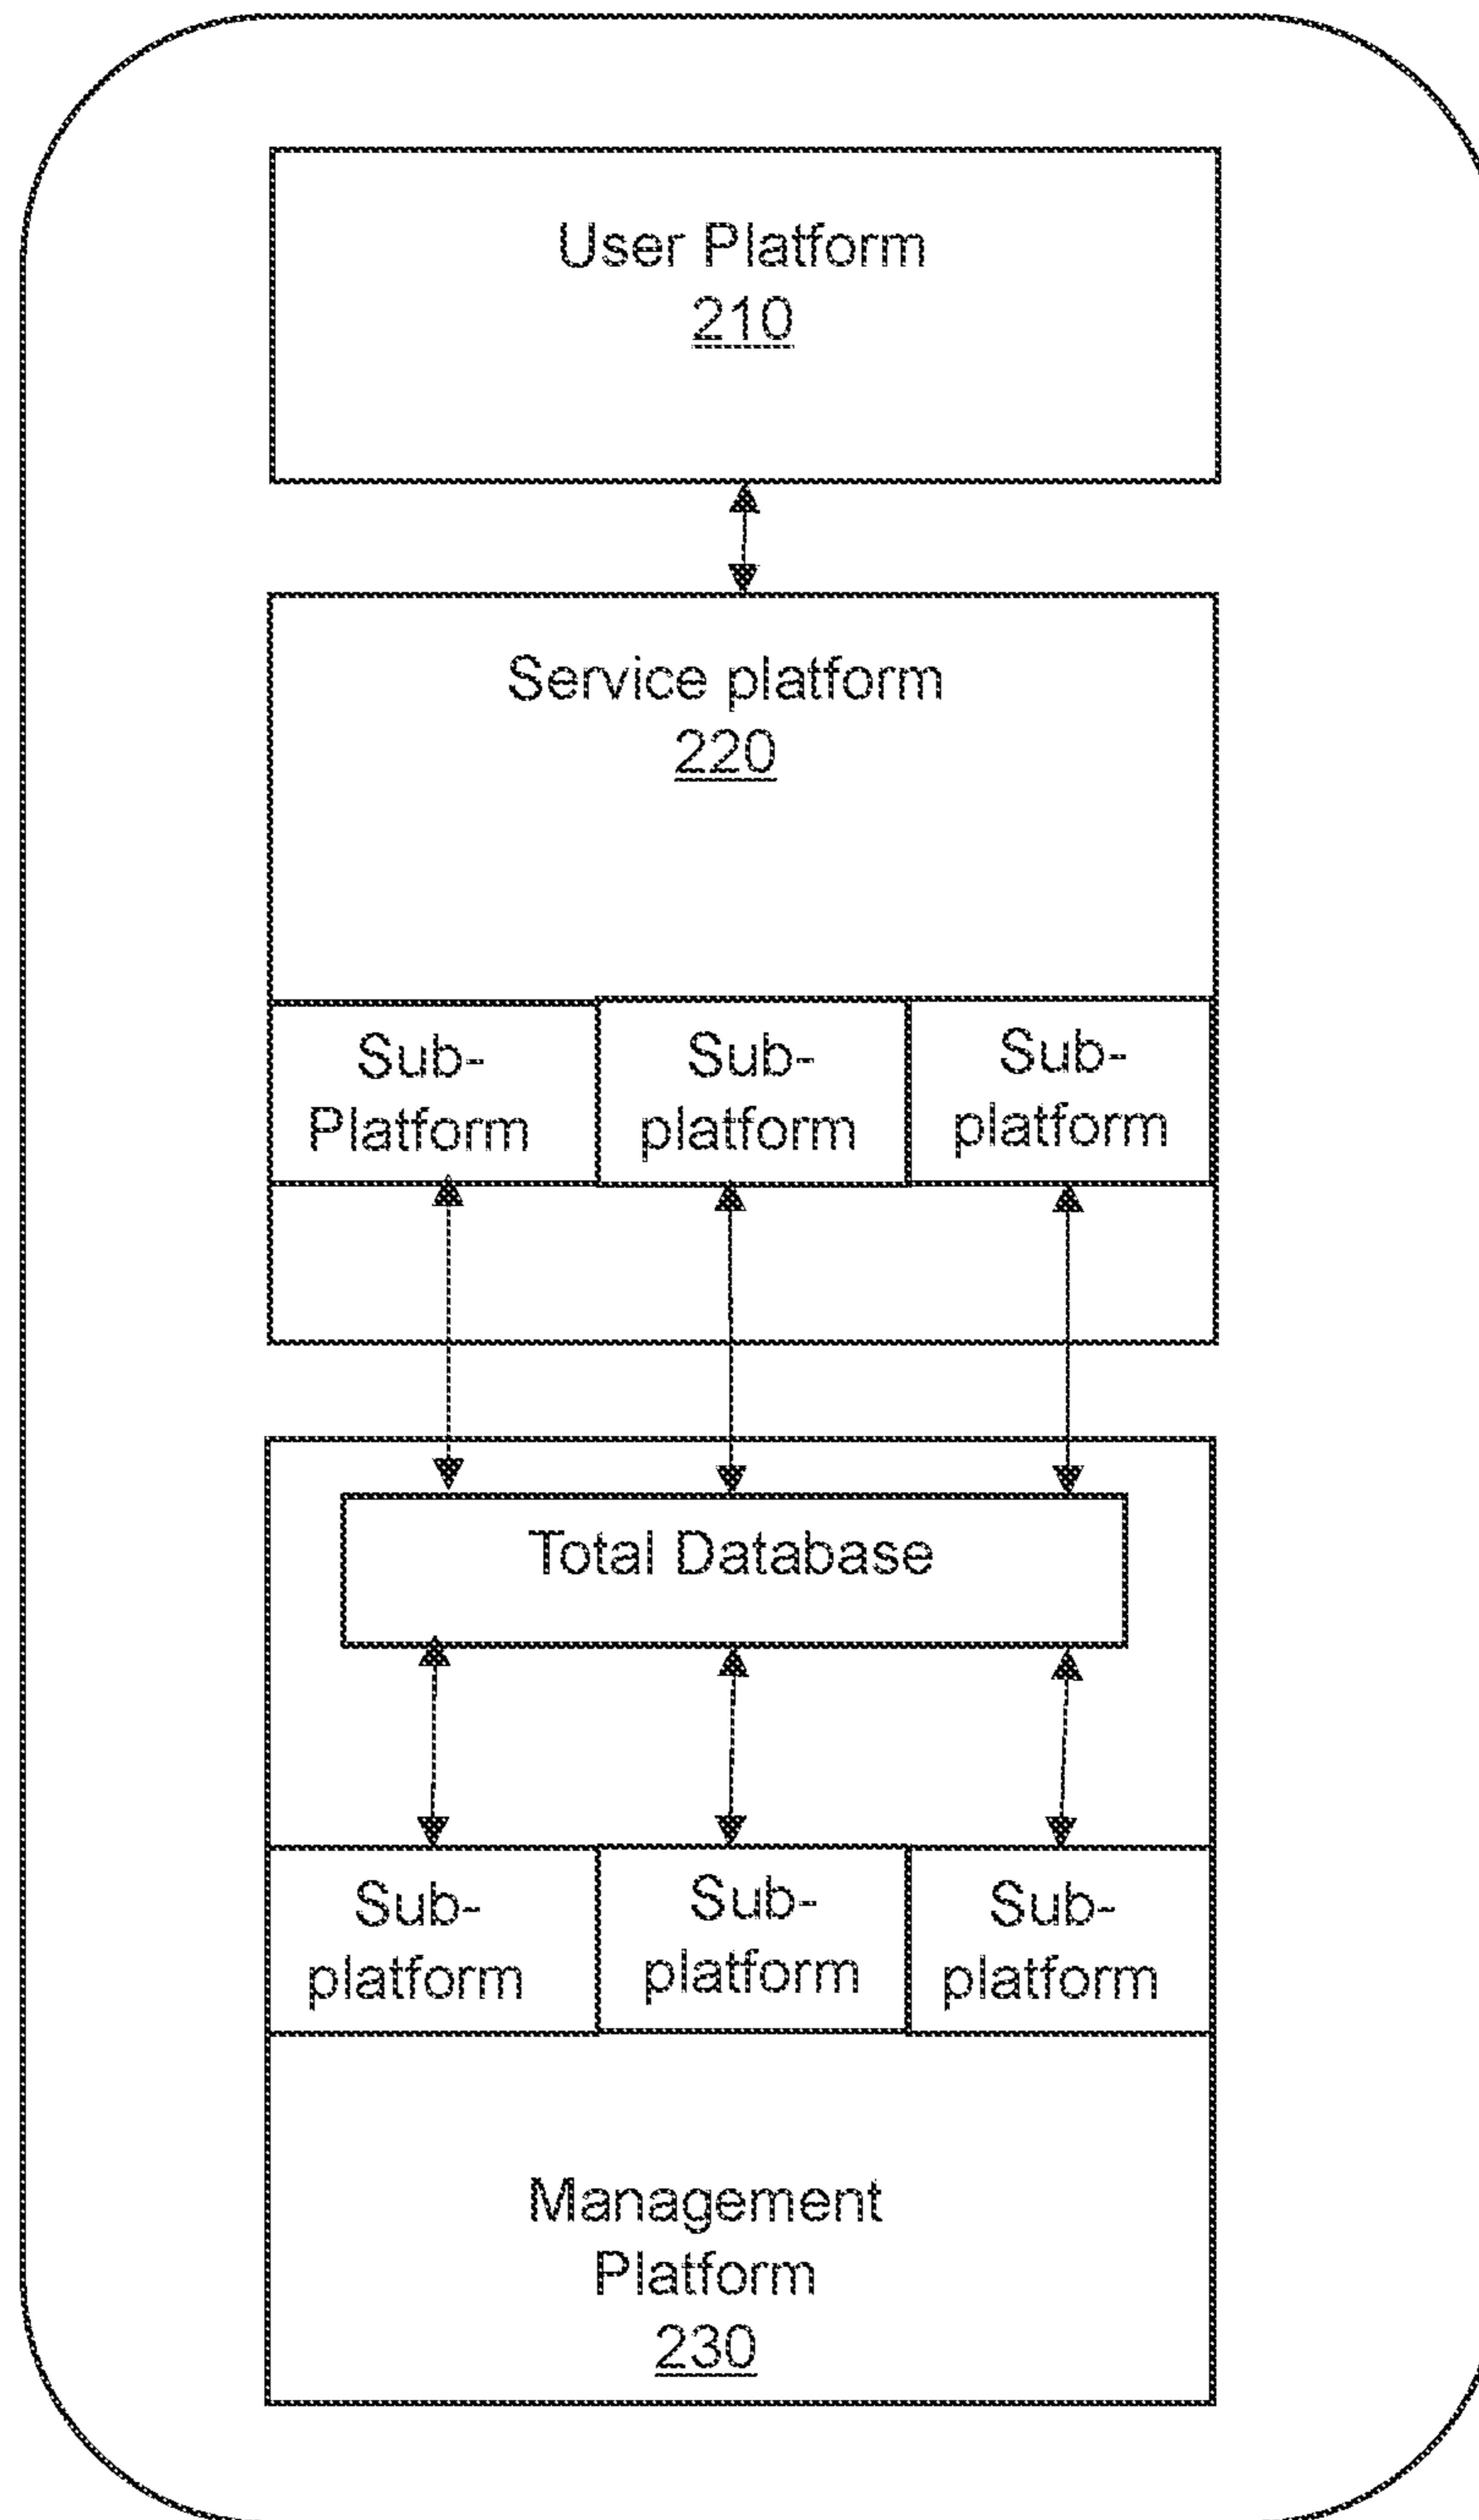 User Platform
210
Service platform
220
Sub-
Platform
Sub-
platform
Sub-
platform
Total Database
Sub-
platform
Sub-
platform
Sub-
platform
Management
Platform
230